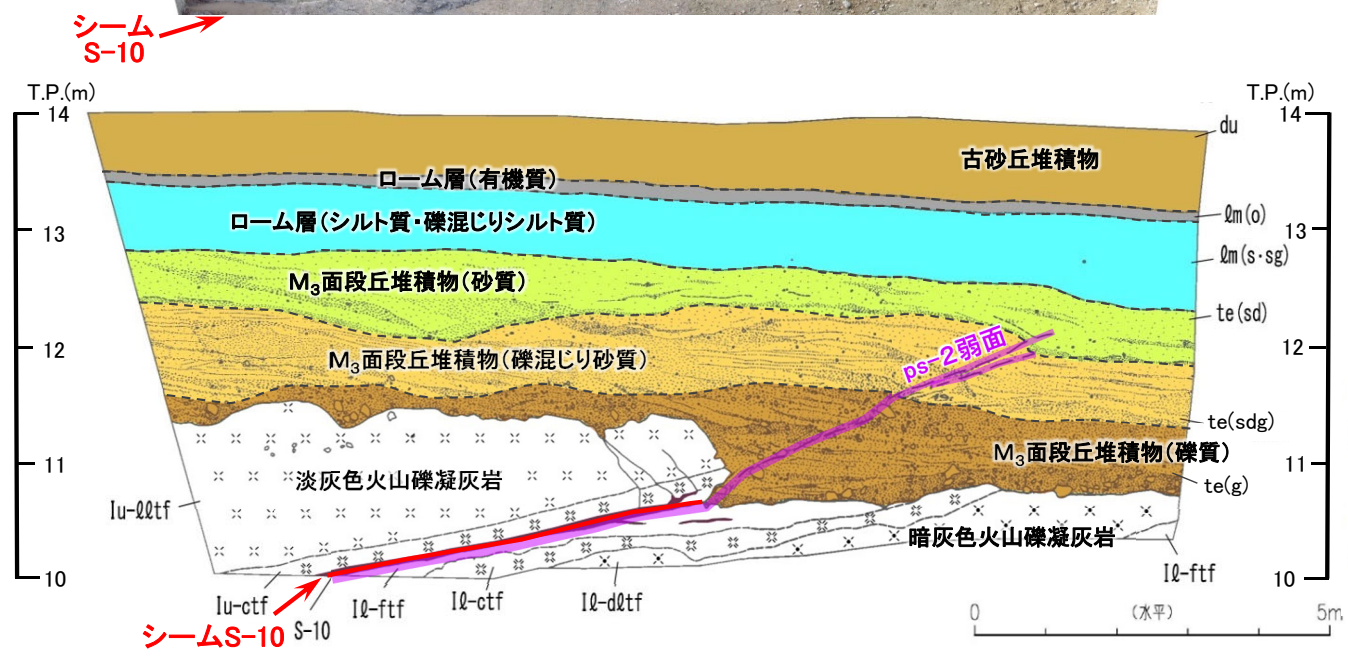 シーム
S-10
T.P.(m)
T.P.(m)
14
14
du
古砂丘堆積物
ローム層(有機質)
ℓm(o)
ローム層(シルト質・礫混じりシルト質)
13
13
ℓm(s・sg)
M₃面段丘堆積物(砂質)
te(sd)
12
12
ps-2弱面
M₃面段丘堆積物(礫混じり砂質)
te(sdg)
M₃面段丘堆積物(礫質)
11
11
淡灰色火山礫凝灰岩
te(g)
Iu-ℓℓtf
暗灰色火山礫凝灰岩
10
10
Iℓ-ftf
Iu-ctf
S-10
Iℓ-ftf
Iℓ-ctf
Iℓ-dℓtf
シームS-10
0
(水平)
5m